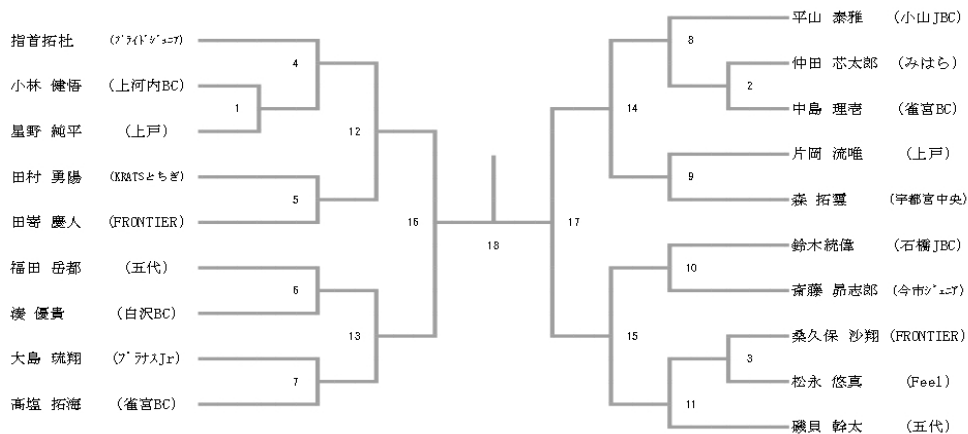 指首拓杜 (プライドジュニア)
小林 健悟 (上河内BC)
星野 純平 (上戸)
田村 勇陽 (KRATSとちぎ)
田嵜 慶人 (FRONTIER)
福田 岳都 (五代)
湊 優貴 (白沢BC)
大島 琉翔 (プラナスJr)
髙塩 拓海 (雀宮BC)
4
1
12
5
16
6
13
7
18
平山 泰雅 (小山JBC)
仲田 芯太郎 (みはら)
中島 理壱 (雀宮BC)
片岡 流唯 (上戸)
森 拓靈 (宇都宮中央)
鈴木統偉 (石橋JBC)
斎藤 昴志郎 (今市ジュニア)
桑久保 沙翔 (FRONTIER)
松永 悠真 (Feel)
磯貝 幹太 (五代)
8
2
14
9
17
10
15
3
11